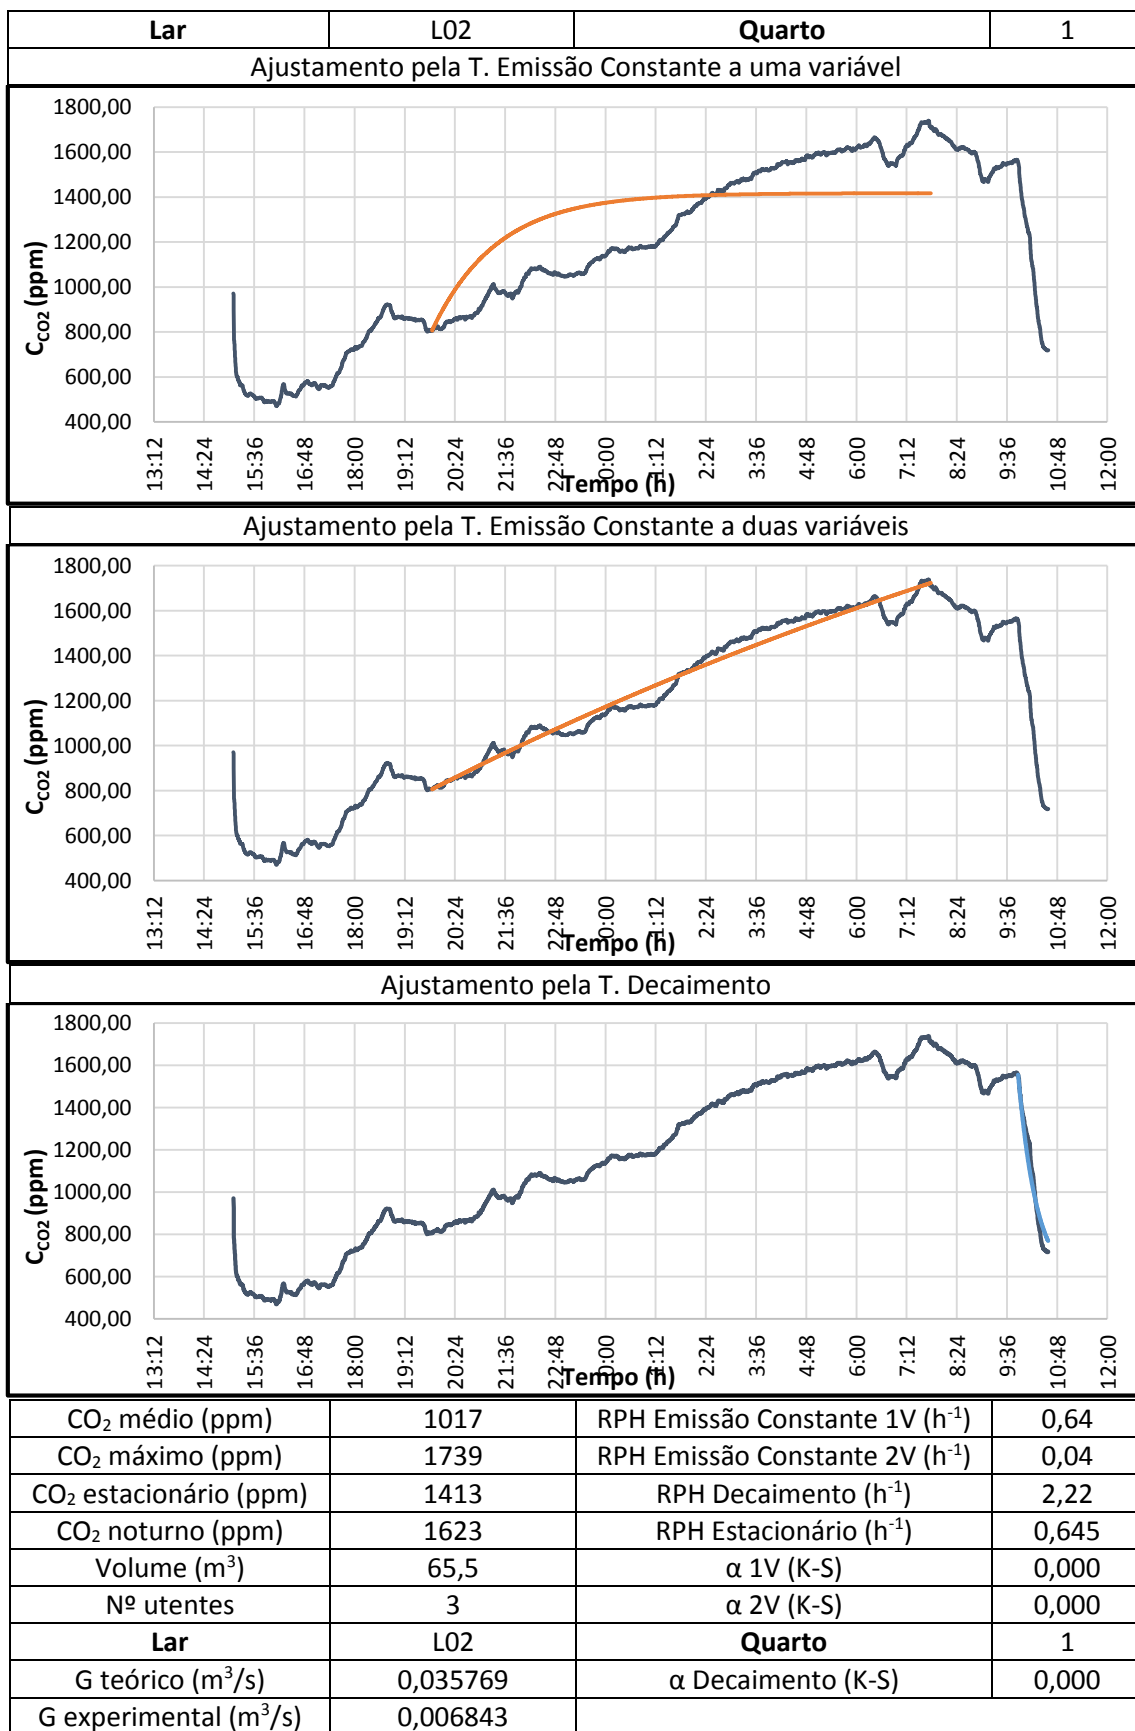 Lar L02 Quarto 1
Ajustamento pela T. Emissão Constante a uma variável
1800,00
1600,00
1400,00
1200,00
1000,00
800,00
600,00
400,00
C_CO2 (ppm)
13:12 14:24 15:36 16:48 18:00 19:12 20:24 21:36 22:48 0:00 1:12 2:24 3:36 4:48 6:00 7:12 8:24 9:36 10:48 12:00
Tempo (h)
Ajustamento pela T. Emissão Constante a duas variáveis
1800,00
1600,00
1400,00
1200,00
1000,00
800,00
600,00
400,00
C_CO2 (ppm)
13:12 14:24 15:36 16:48 18:00 19:12 20:24 21:36 22:48 0:00 1:12 2:24 3:36 4:48 6:00 7:12 8:24 9:36 10:48 12:00
Tempo (h)
Ajustamento pela T. Decaimento
1800,00
1600,00
1400,00
1200,00
1000,00
800,00
600,00
400,00
C_CO2 (ppm)
13:12 14:24 15:36 16:48 18:00 19:12 20:24 21:36 22:48 0:00 1:12 2:24 3:36 4:48 6:00 7:12 8:24 9:36 10:48 12:00
Tempo (h)
CO₂ médio (ppm) 1017 RPH Emissão Constante 1V (h⁻¹) 0,64
CO₂ máximo (ppm) 1739 RPH Emissão Constante 2V (h⁻¹) 0,04
CO₂ estacionário (ppm) 1413 RPH Decaimento (h⁻¹) 2,22
CO₂ noturno (ppm) 1623 RPH Estacionário (h⁻¹) 0,645
Volume (m³) 65,5 α 1V (K-S) 0,000
Nº utentes 3 α 2V (K-S) 0,000
Lar L02 Quarto 1
G teórico (m³/s) 0,035769 α Decaimento (K-S) 0,000
G experimental (m³/s) 0,006843